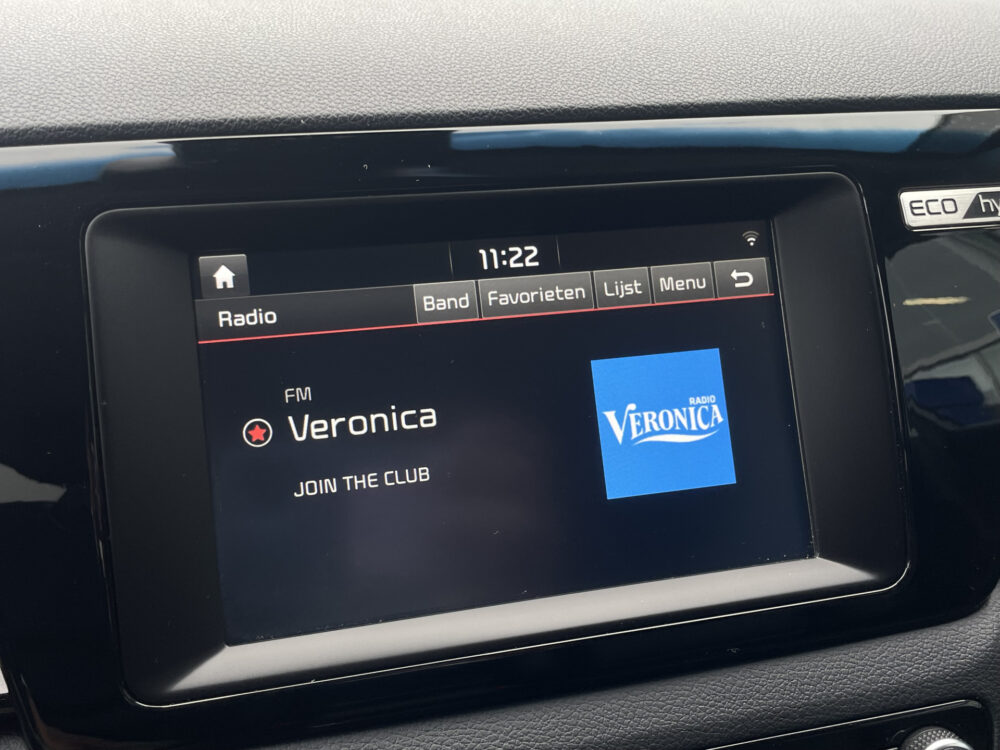 11:22
Radio
Band
Favorieten
Lijst
Menu
FM
Veronica
JOIN THE CLUB
RADIO
VERONICA
ECO